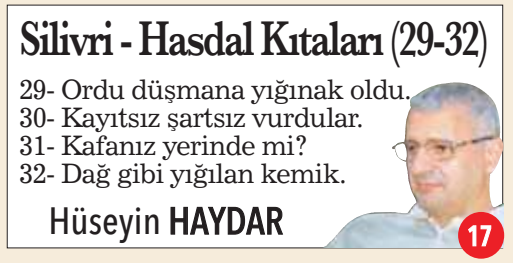 Silivri - Hasdal Kıtaları (29-32)
29- Ordu düşmana yığınak oldu.
30- Kayıtsız şartsız vurdular.
31- Kafanız yerinde mi?
32- Dağ gibi yığılan kemik.
Hüseyin HAYDAR
17